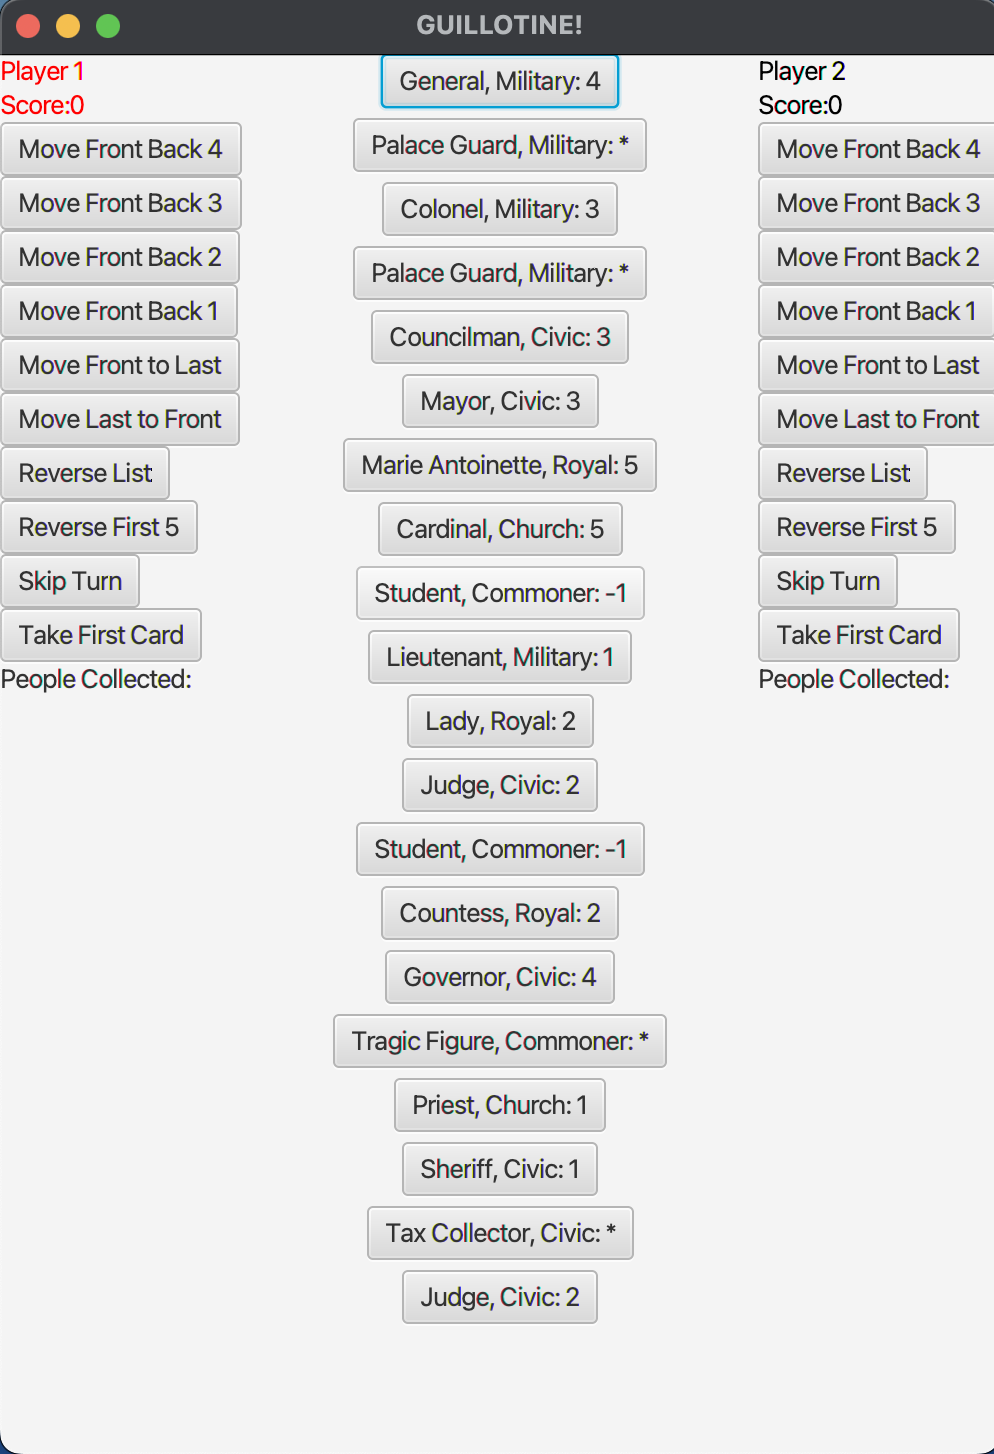 GUILLOTINE!
Player 1
Score:0
Move Front Back 4
Move Front Back 3
Move Front Back 2
Move Front Back 1
Move Front to Last
Move Last to Front
Reverse List
Reverse First 5
Skip Turn
Take First Card
People Collected:
General, Military: 4
Palace Guard, Military: *
Colonel, Military: 3
Palace Guard, Military: *
Councilman, Civic: 3
Mayor, Civic: 3
Marie Antoinette, Royal: 5
Cardinal, Church: 5
Student, Commoner: -1
Lieutenant, Military: 1
Lady, Royal: 2
Judge, Civic: 2
Student, Commoner: -1
Countess, Royal: 2
Governor, Civic: 4
Tragic Figure, Commoner: *
Priest, Church: 1
Sheriff, Civic: 1
Tax Collector, Civic: *
Judge, Civic: 2
Player 2
Score:0
Move Front Back 4
Move Front Back 3
Move Front Back 2
Move Front Back 1
Move Front to Last
Move Last to Front
Reverse List
Reverse First 5
Skip Turn
Take First Card
People Collected: